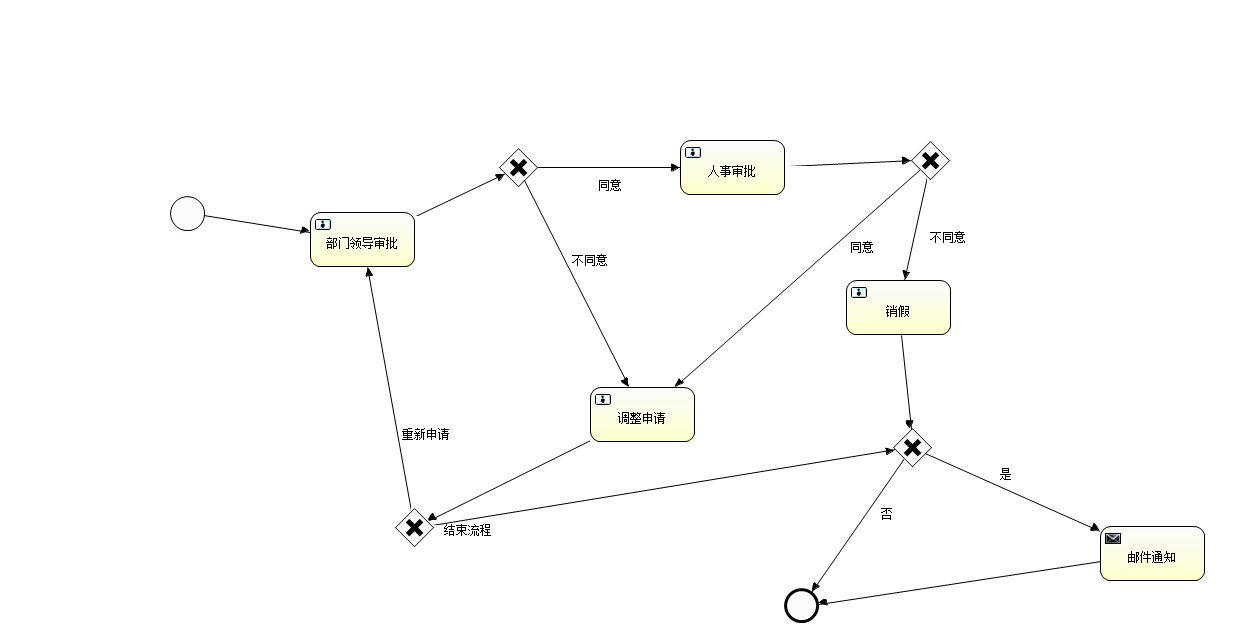 同意
人事审批
部门领导审批
不同意
同意
不同意
销假
调整申请
重新申请
结束流程
是
否
邮件通知